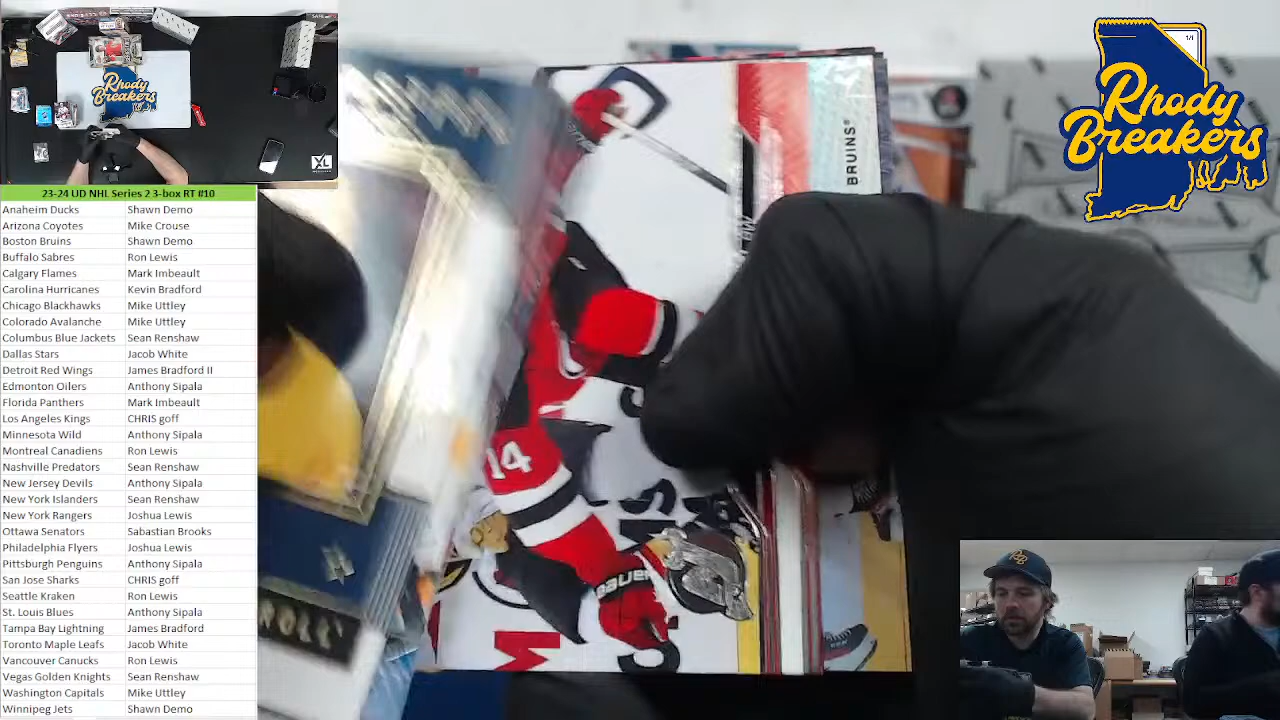 Rhody
Breakers
XL
23-24 UD NHL Series 2 3-box RT #10
Anaheim Ducks Shawn Demo
Arizona Coyotes Mike Crouse
Boston Bruins Shawn Demo
Buffalo Sabres Ron Lewis
Calgary Flames Mark Imbeault
Carolina Hurricanes Kevin Bradford
Chicago Blackhawks Mike Uttley
Colorado Avalanche Mike Uttley
Columbus Blue Jackets Sean Renshaw
Dallas Stars Jacob White
Detroit Red Wings James Bradford II
Edmonton Oilers Anthony Sipala
Florida Panthers Mark Imbeault
Los Angeles Kings CHRIS goff
Minnesota Wild Anthony Sipala
Montreal Canadiens Ron Lewis
Nashville Predators Sean Renshaw
New Jersey Devils Anthony Sipala
New York Islanders Sean Renshaw
New York Rangers Joshua Lewis
Ottawa Senators Sabastian Brooks
Philadelphia Flyers Joshua Lewis
Pittsburgh Penguins Anthony Sipala
San Jose Sharks CHRIS goff
Seattle Kraken Ron Lewis
St. Louis Blues Anthony Sipala
Tampa Bay Lightning James Bradford
Toronto Maple Leafs Jacob White
Vancouver Canucks Ron Lewis
Vegas Golden Knights Sean Renshaw
Washington Capitals Mike Uttley
Winnipeg Jets Shawn Demo
BRUINS®
14
BAUER
1/1
Rhody
Breakers